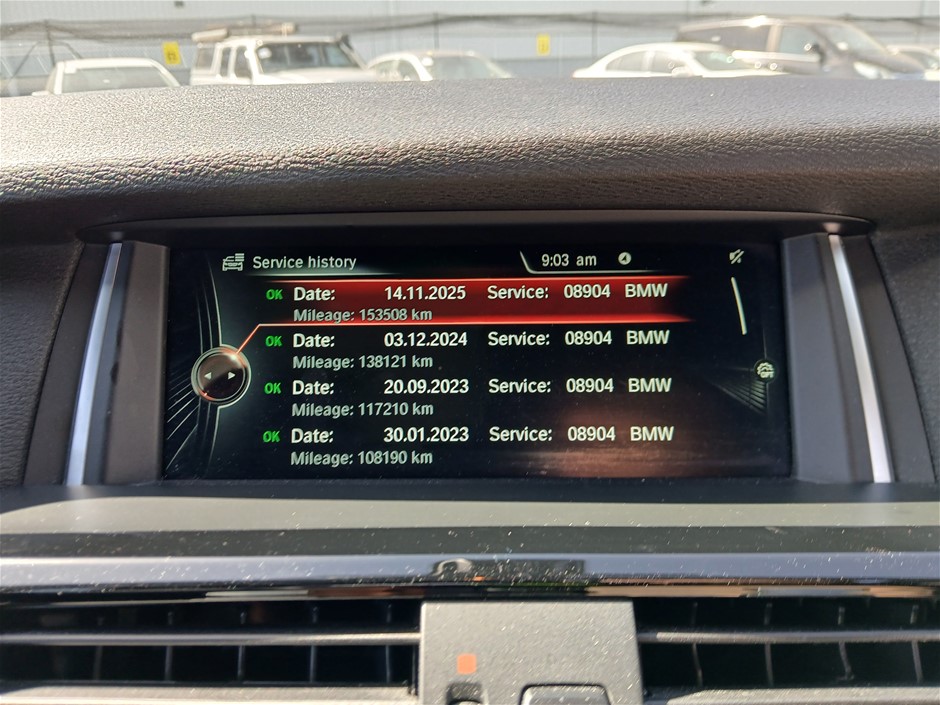 Service history 9:03 am
OK Date: 14.11.2025 Service: 08904 BMW
Mileage: 153508 km
OK Date: 03.12.2024 Service: 08904 BMW
Mileage: 138121 km
OK Date: 20.09.2023 Service: 08904 BMW
Mileage: 117210 km
OK Date: 30.01.2023 Service: 08904 BMW
Mileage: 108190 km